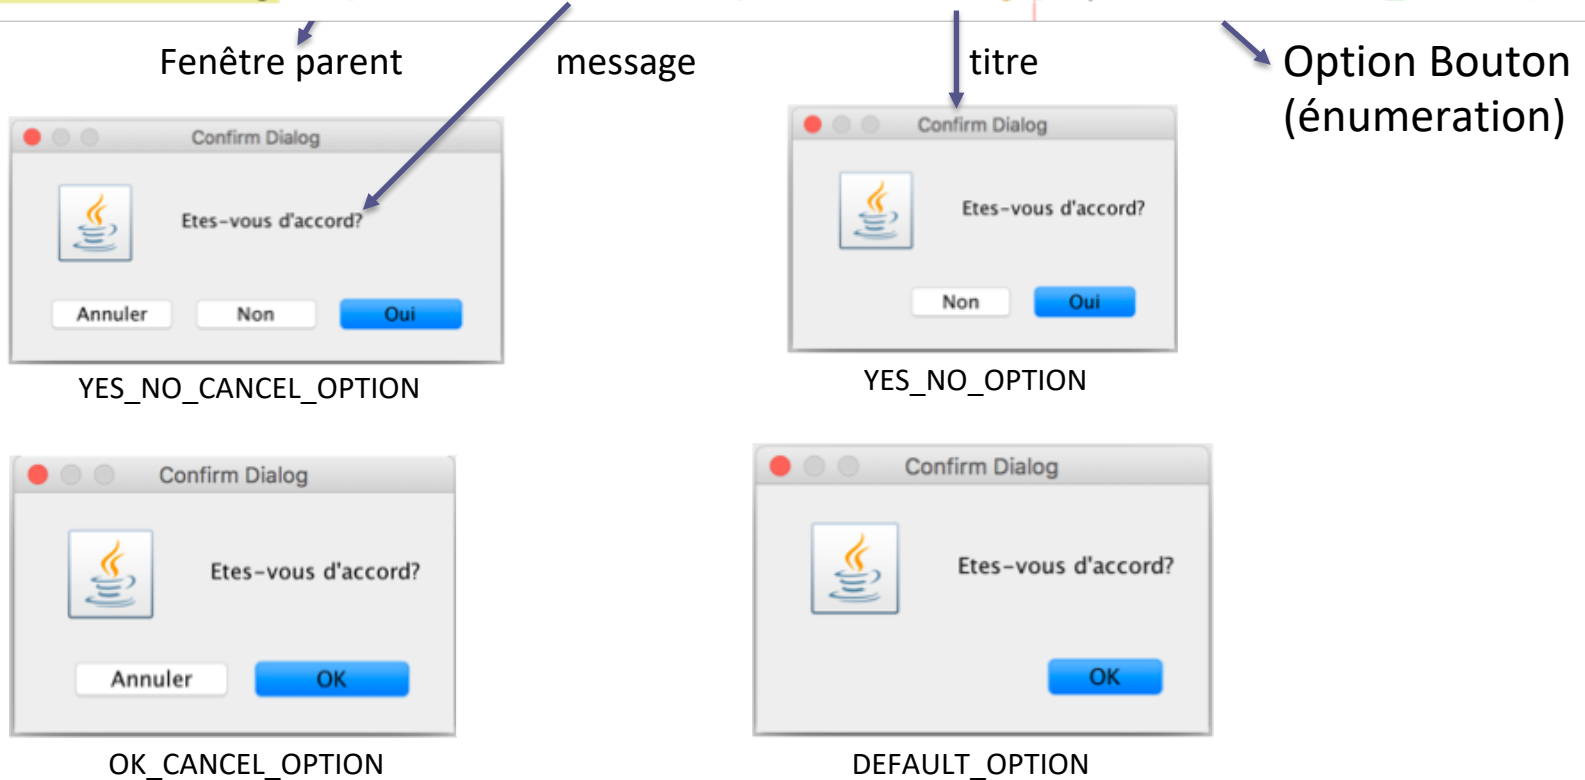 Fenêtre parent
message
titre
Option Bouton
(énumeration)
Confirm Dialog
Etes-vous d'accord?
Annuler
Non
Oui
YES_NO_CANCEL_OPTION
Confirm Dialog
Etes-vous d'accord?
Non
Oui
YES_NO_OPTION
Confirm Dialog
Etes-vous d'accord?
Annuler
OK
OK_CANCEL_OPTION
Confirm Dialog
Etes-vous d'accord?
OK
DEFAULT_OPTION